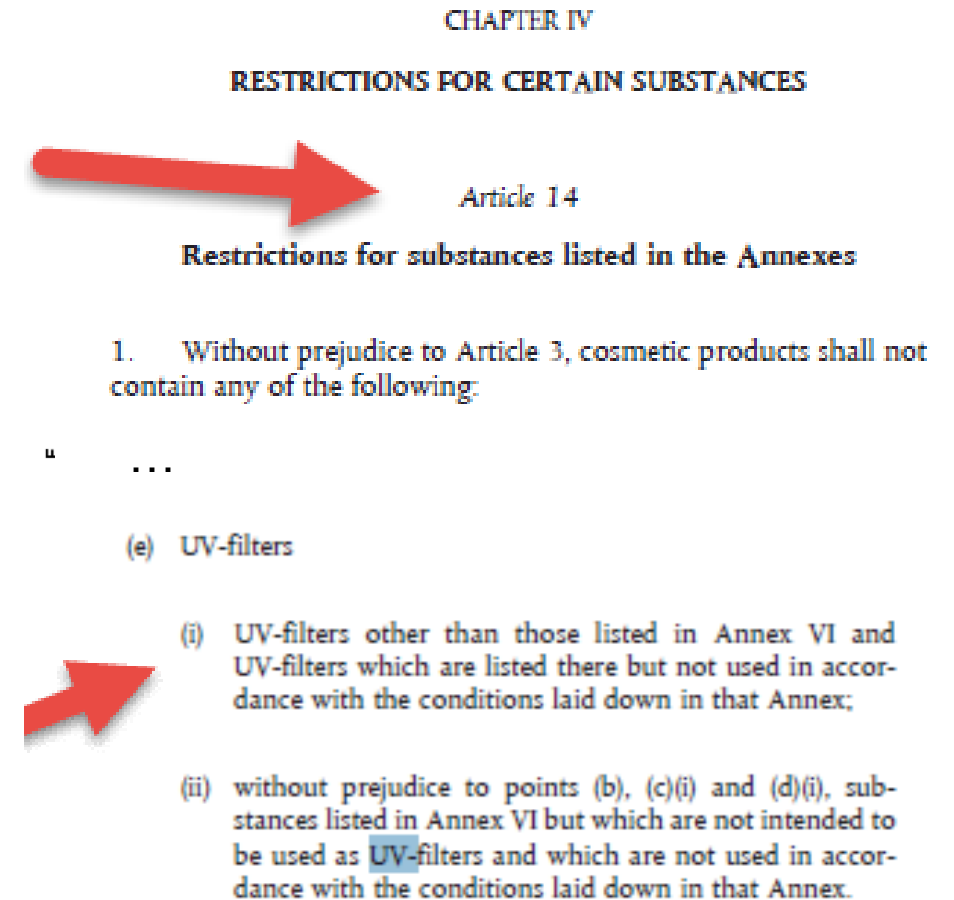 CHAPTER IV
RESTRICTIONS FOR CERTAIN SUBSTANCES
Article 14
Restrictions for substances listed in the Annexes
1. Without prejudice to Article 3, cosmetic products shall not
contain any of the following:
“ ...
(e) UV-filters
(i) UV-filters other than those listed in Annex VI and
UV-filters which are listed there but not used in accor-
dance with the conditions laid down in that Annex;
(ii) without prejudice to points (b), (c)(i) and (d)(i), sub-
stances listed in Annex VI but which are not intended to
be used as UV-filters and which are not used in accor-
dance with the conditions laid down in that Annex.